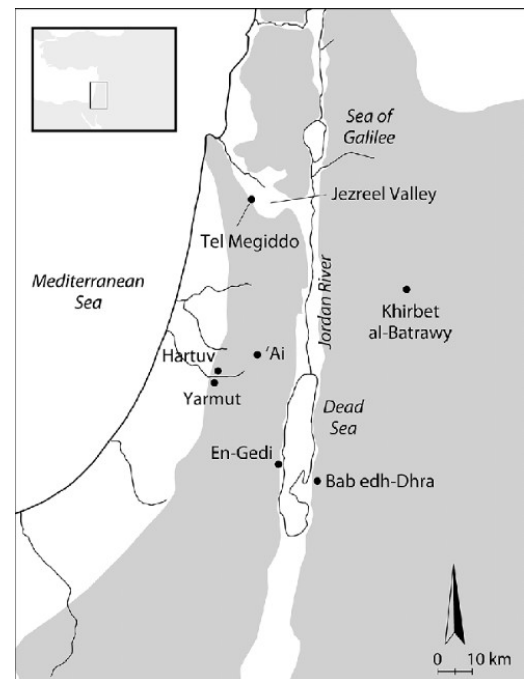 Sea of
Galilee
Jezreel Valley
Tel Megiddo
Mediterranean
Sea
Jordan River
Khirbet
al-Batrawy
'Ai
Hartuv
Yarmut
Dead
Sea
En-Gedi
Bab edh-Dhra
0 10 km